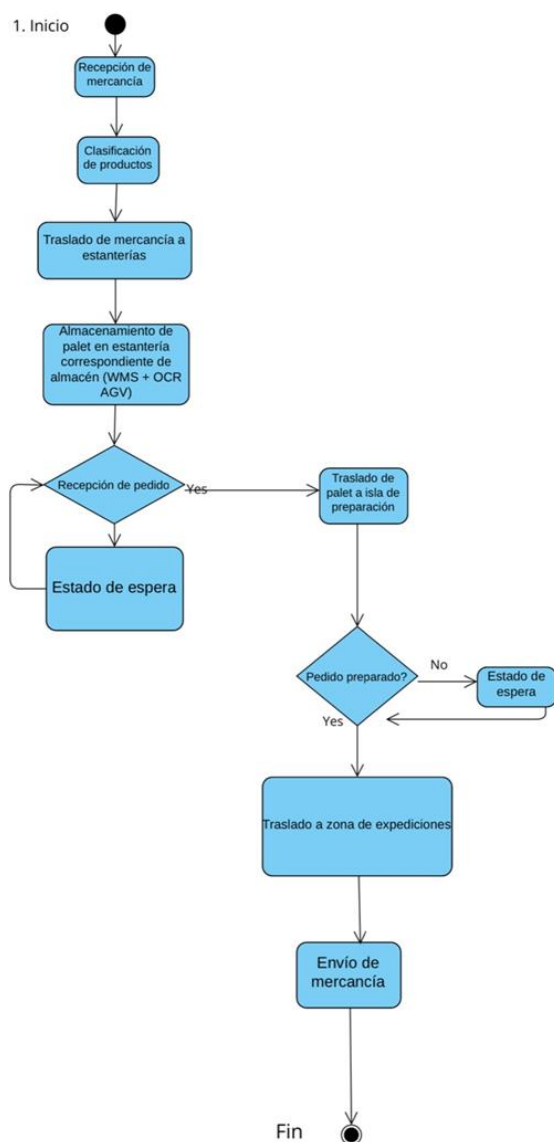 1. Inicio
Recepción de
mercancía
Clasificación
de productos
Traslado de mercancía a
estanterías
Almacenamiento de
palet en estantería
correspondiente de
almacén (WMS + OCR
AGV)
Recepción de pedido
Yes
Traslado de
palet a isla de
preparación
Estado de espera
Pedido preparado?
No
Estado de
espera
Yes
Traslado a zona de expediciones
Envío de
mercancía
Fin